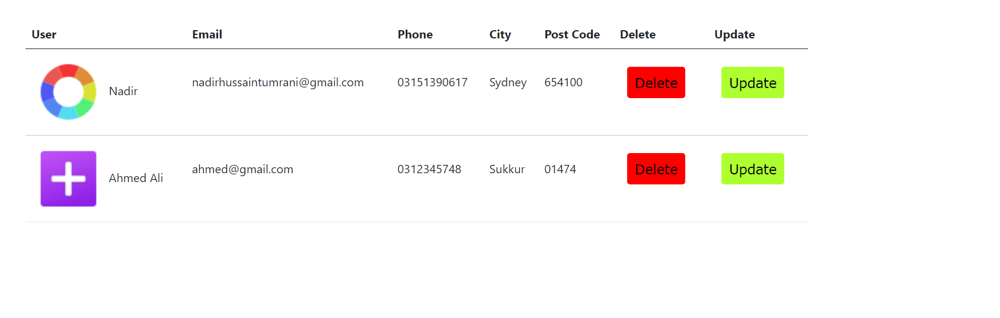 User Email Phone City Post Code Delete Update
Nadir nadirhussaintumrani@gmail.com 03151390617 Sydney 654100 Delete Update
Ahmed Ali ahmed@gmail.com 0312345748 Sukkur 01474 Delete Update